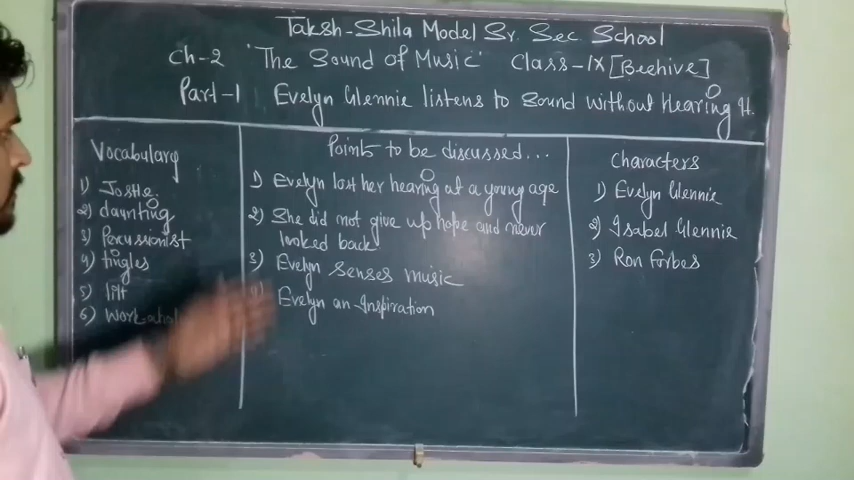 Taksh-Shila Model Sr. Sec School
Ch-2 'The Sound of Music' Class-IX [Beehive]
Part-1 Evelyn Glennie listens to Sound without Hearing it.
Vocabulary
1) Jostle.
2) daunting
3) Percussionist
4) tingles
5) lilt
6)
Points to be discussed...
1) Evelyn lost her hearing at a young age
2) She did not give up hope and never
looked back
3) Evelyn senses music
Evelyn an Inspiration
Characters
1) Evelyn Glennie
2) Isabel Glennie
3) Ron Forbes